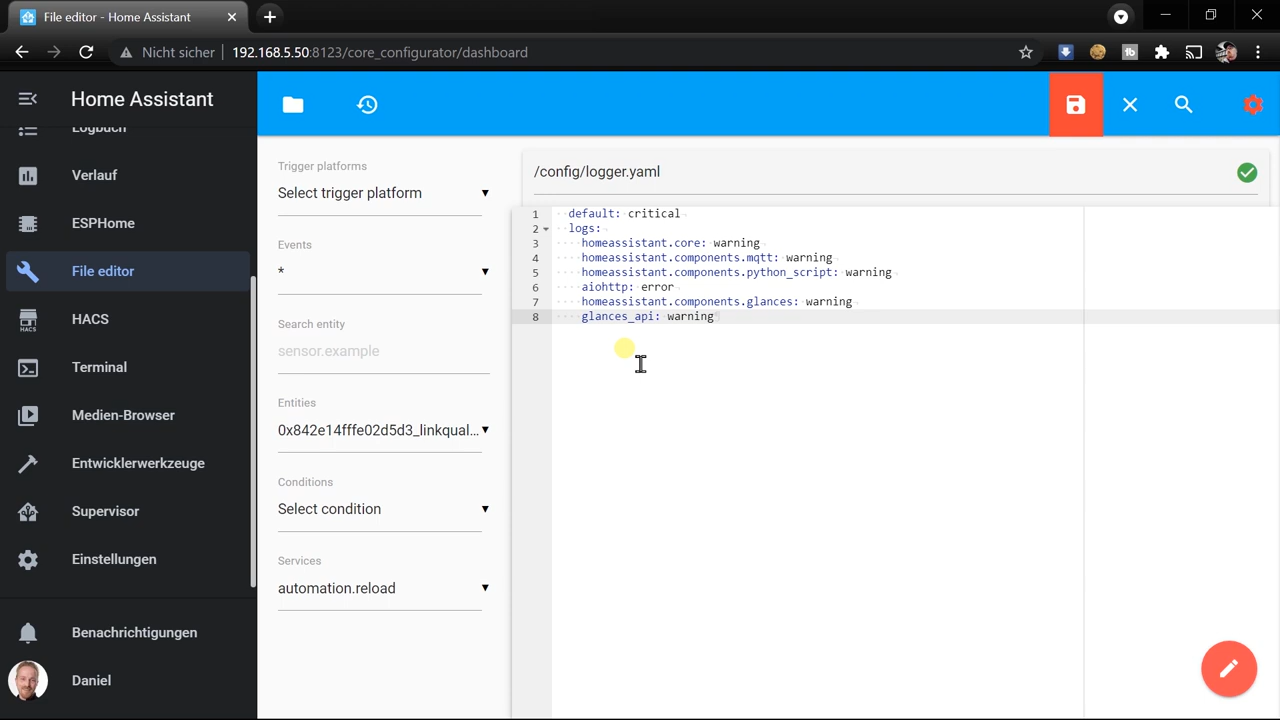 File editor - Home Assistant
Nicht sicher
192.168.5.50:8123/core_configurator/dashboard
Home Assistant
Logbuch
Verlauf
ESPHome
File editor
HACS
HACS
Terminal
Medien-Browser
Entwicklerwerkzeuge
Supervisor
Einstellungen
Benachrichtigungen
Daniel
Trigger platforms
Select trigger platform
Events
*
Search entity
sensor.example
Entities
0x842e14fffe02d5d3_linkqual...
Conditions
Select condition
Services
automation.reload
/config/logger.yaml
1 default: critical
2 logs:
3 homeassistant.core: warning
4 homeassistant.components.mqtt: warning
5 homeassistant.components.python_script: warning
6 aiohttp: error
7 homeassistant.components.glances: warning
8 glances_api: warning